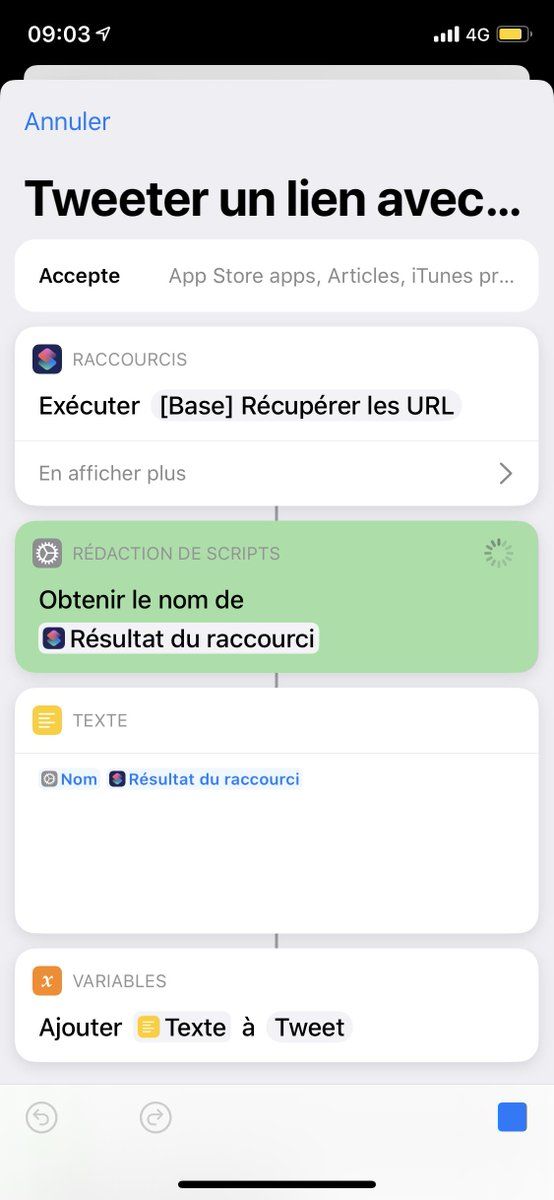 09:03
4G
Annuler
Tweeter un lien avec...
Accepte App Store apps, Articles, iTunes pr...
RACCOURCIS
Exécuter [Base] Récupérer les URL
En afficher plus
RÉDACTION DE SCRIPTS
Obtenir le nom de
Résultat du raccourci
TEXTE
Nom Résultat du raccourci
x VARIABLES
Ajouter Texte à Tweet